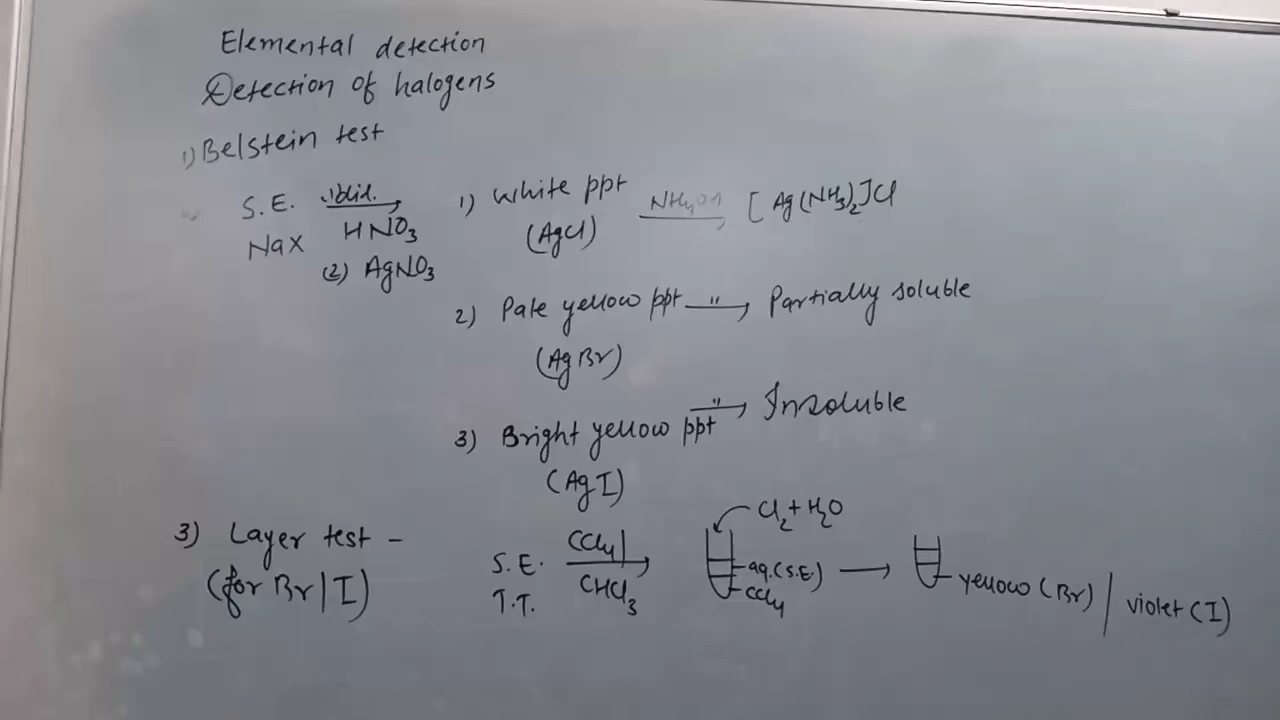 Elemental detection
Detection of halogens
1) Belstein test
S.E. 1) dil. HNO3
NaX (2) AgNO3
1) White ppt NH4OH → [Ag(NH3)2]Cl
(AgCl)
2) Pale yellow ppt " → Partially soluble
(AgBr)
3) Bright yellow ppt " → Insoluble
(AgI)
3) Layer test -
(for Br/I)
S.E. CCl4/
T.T. CHCl3
Cl2+H2O
aq.(S.E.)
CCl4
yellow (Br) / violet (I)